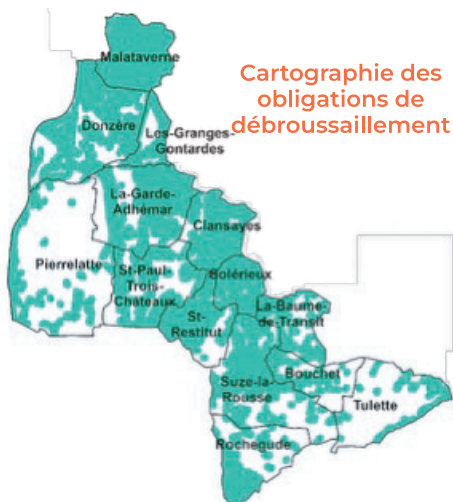 Malataverne
Cartographie des
obligations de
débroussaillement
Donzère
Les-Granges-
Gontardes
La-Garde-
Adhémar
Clansayes
Pierrelatte
St-Paul-
Trois-
Châteaux
Solérieux
La-Baume-
de-Transit
St-
Restitut
Bouchet
Suze-la-
Rousse
Tulette
Rochegude